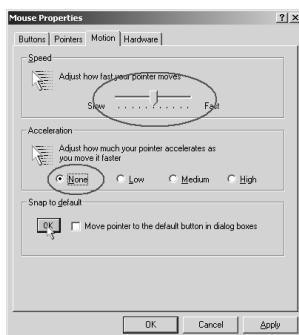 Mouse Properties
Buttons Pointers Motion Hardware
Speed
Adjust how fast your pointer moves
Slow Fast
Acceleration
Adjust how much your pointer accelerates as
you move it faster
None Low Medium High
Snap to default
OK Move pointer to the default button in dialog boxes
OK Cancel Apply